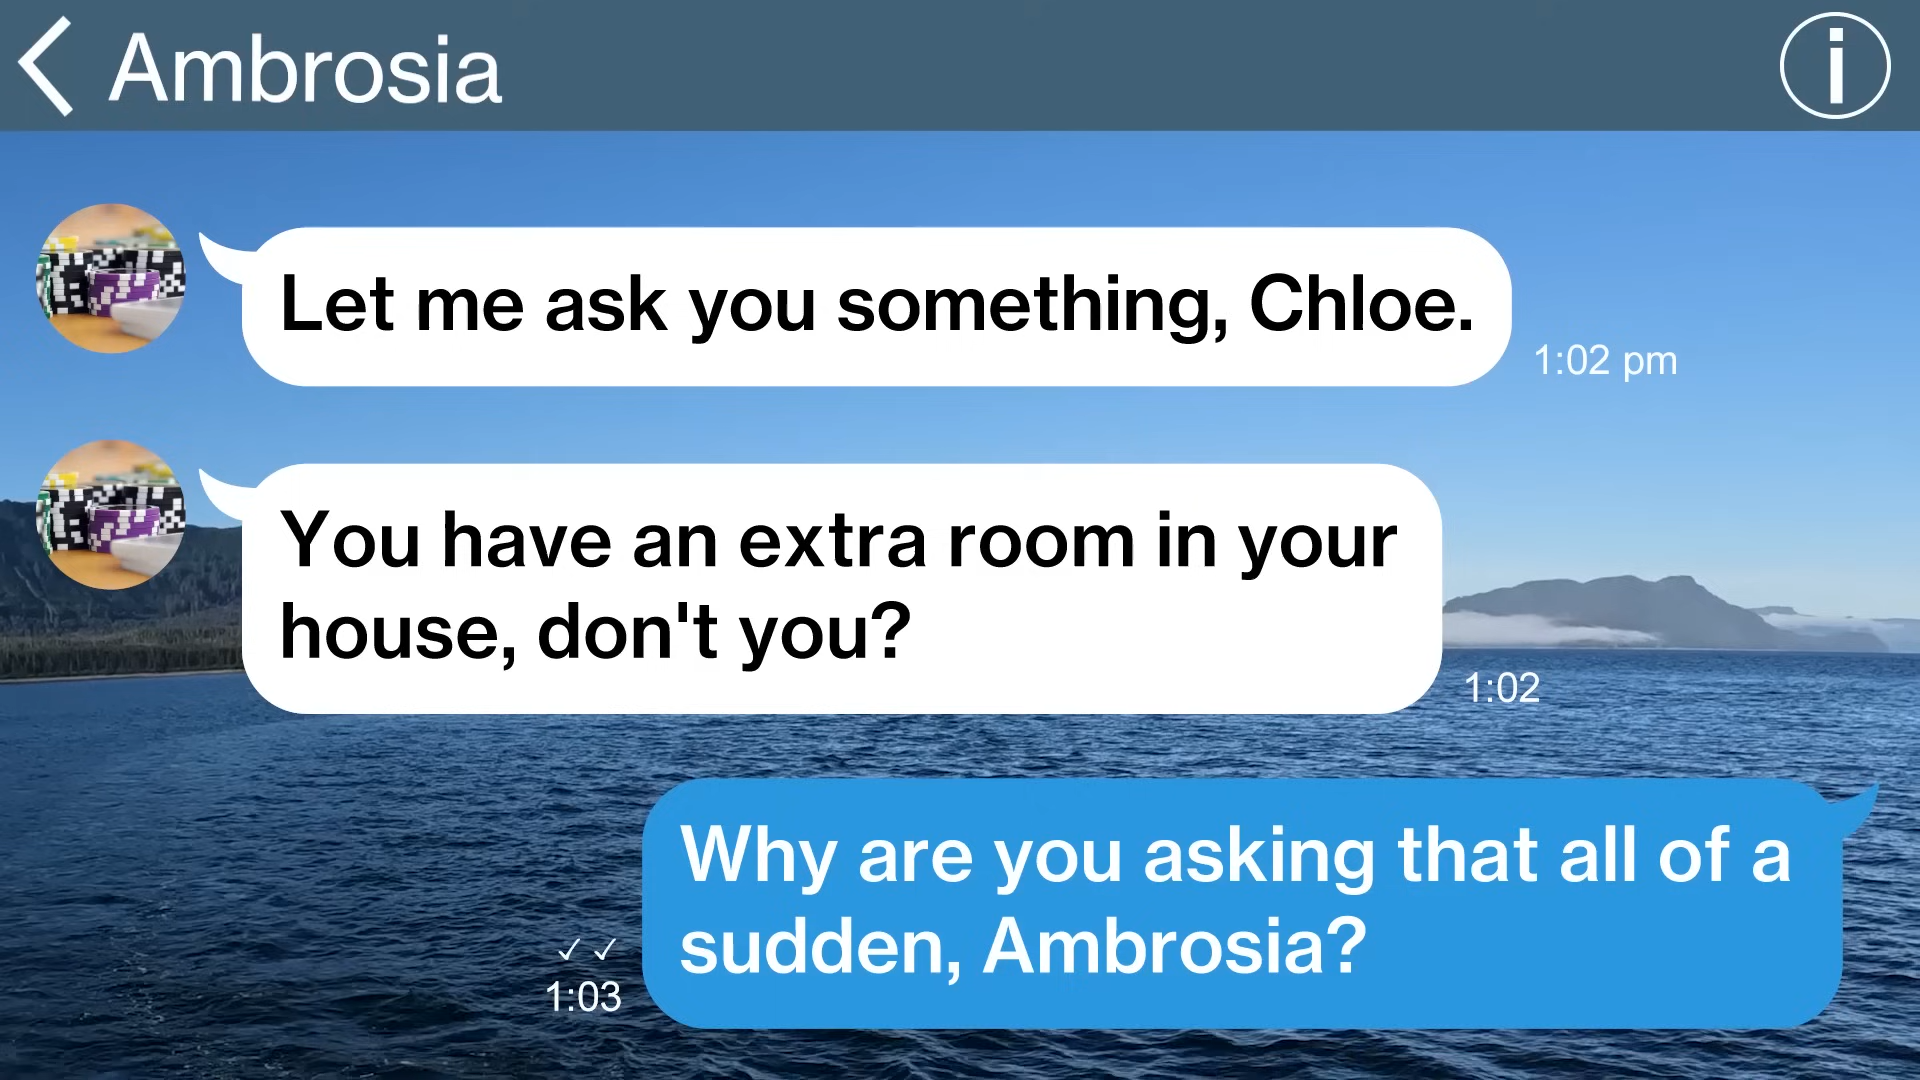 Ambrosia
Let me ask you something, Chloe.
1:02 pm
You have an extra room in your
house, don't you?
1:02
Why are you asking that all of a
sudden, Ambrosia?
✓✓
1:03